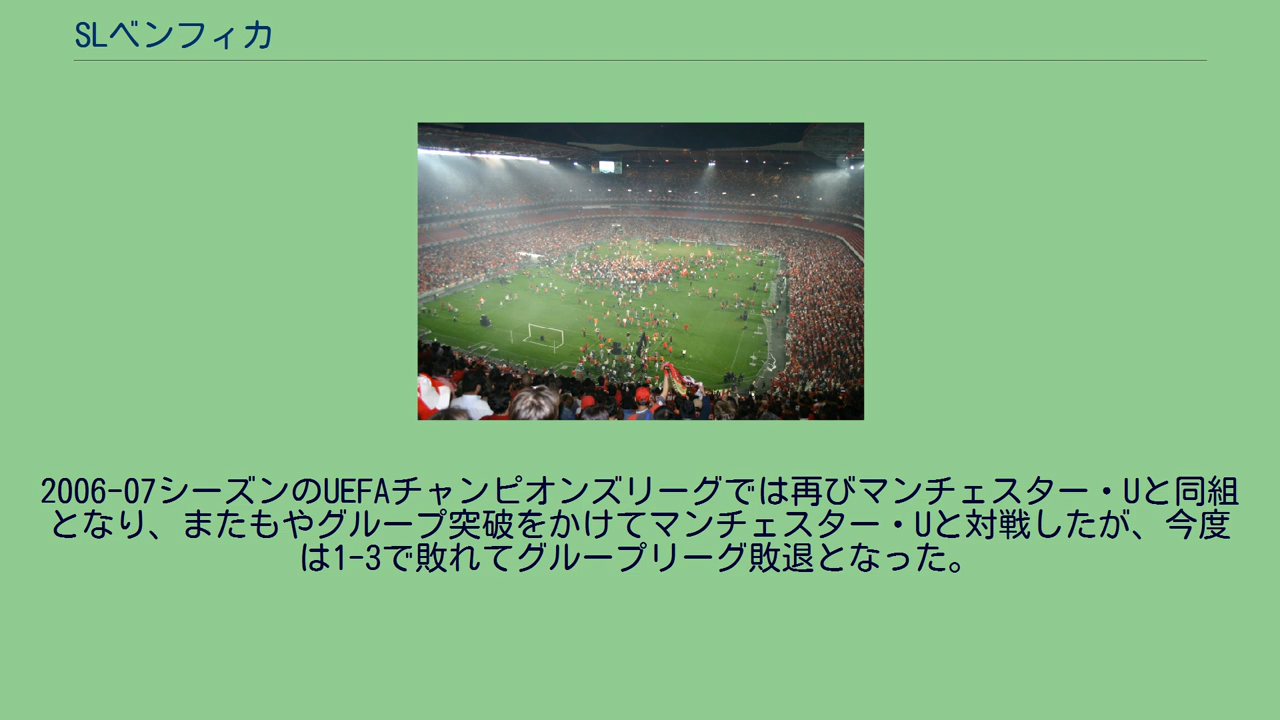 SLベンフィカ
2006-07シーズンのUEFAチャンピオンズリーグでは再びマンチェスター・Uと同組
となり、またもやグループ突破をかけてマンチェスター・Uと対戦したが、今度
は1-3で敗れてグループリーグ敗退となった。